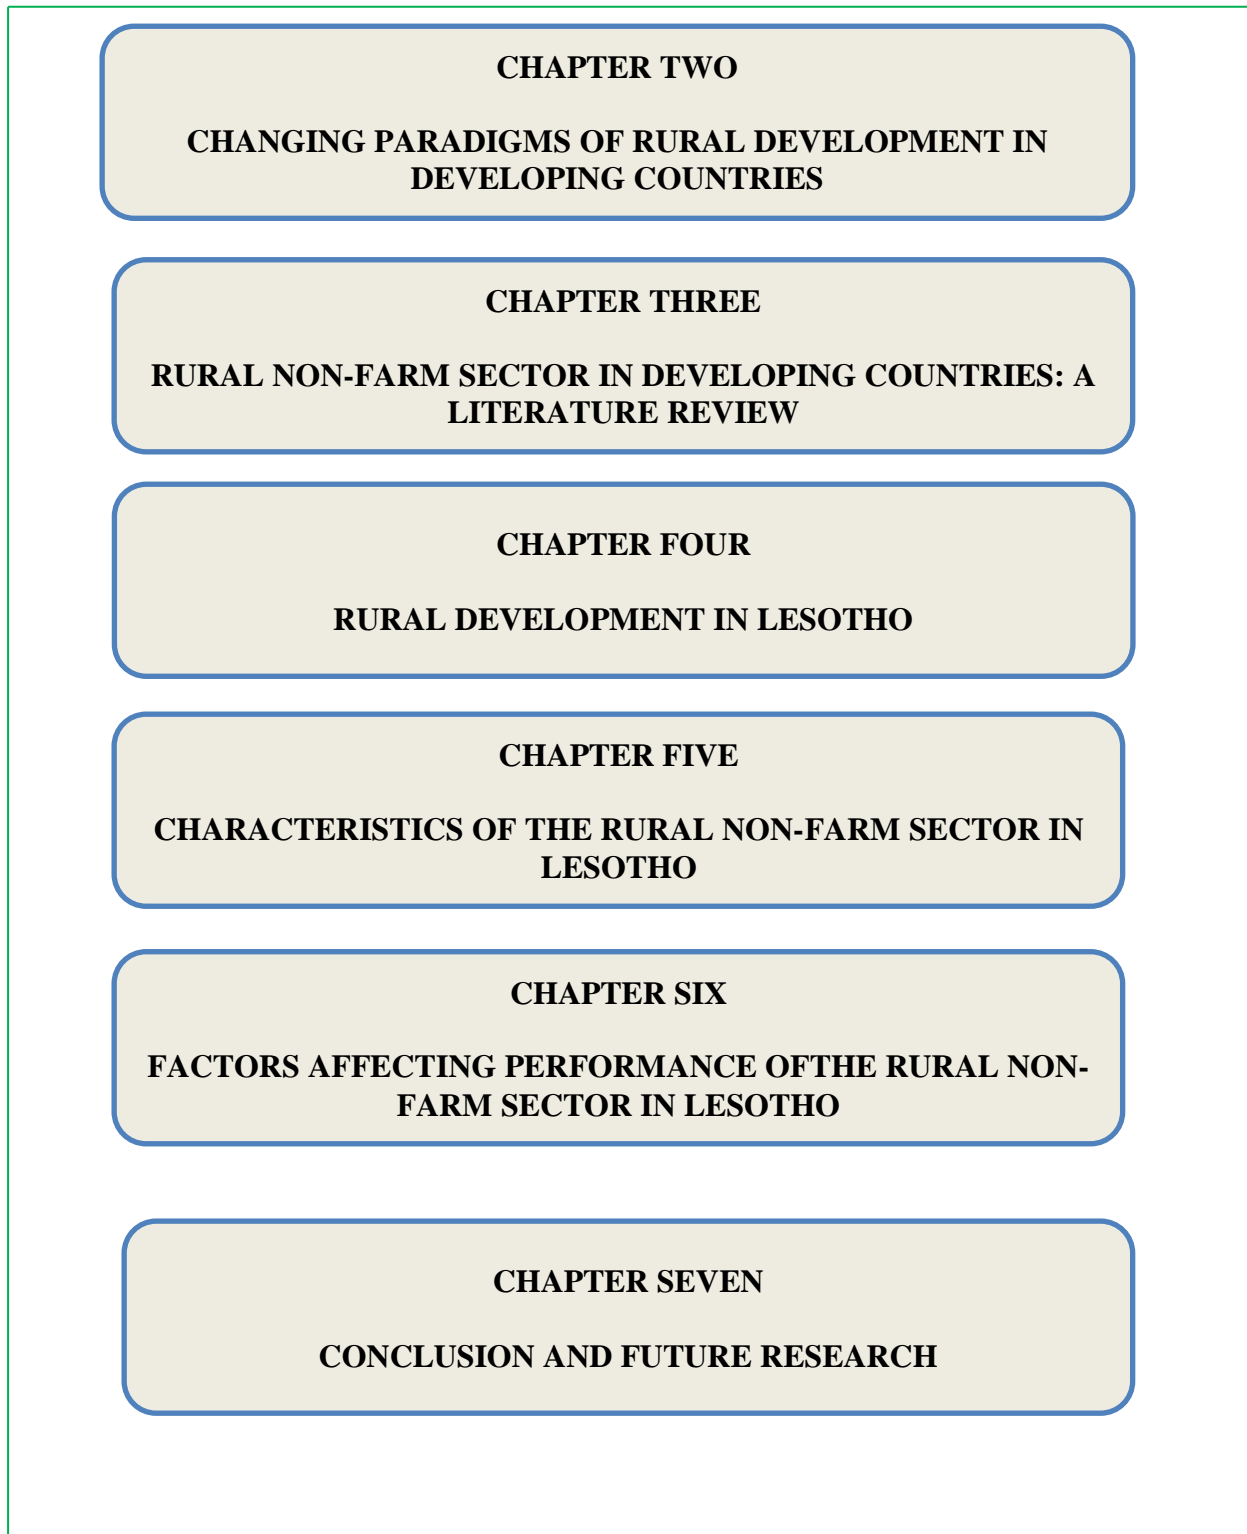 CHAPTER TWO
CHANGING PARADIGMS OF RURAL DEVELOPMENT IN
DEVELOPING COUNTRIES
CHAPTER THREE
RURAL NON-FARM SECTOR IN DEVELOPING COUNTRIES: A
LITERATURE REVIEW
CHAPTER FOUR
RURAL DEVELOPMENT IN LESOTHO
CHAPTER FIVE
CHARACTERISTICS OF THE RURAL NON-FARM SECTOR IN
LESOTHO
CHAPTER SIX
FACTORS AFFECTING PERFORMANCE OFTHE RURAL NON-
FARM SECTOR IN LESOTHO
CHAPTER SEVEN
CONCLUSION AND FUTURE RESEARCH